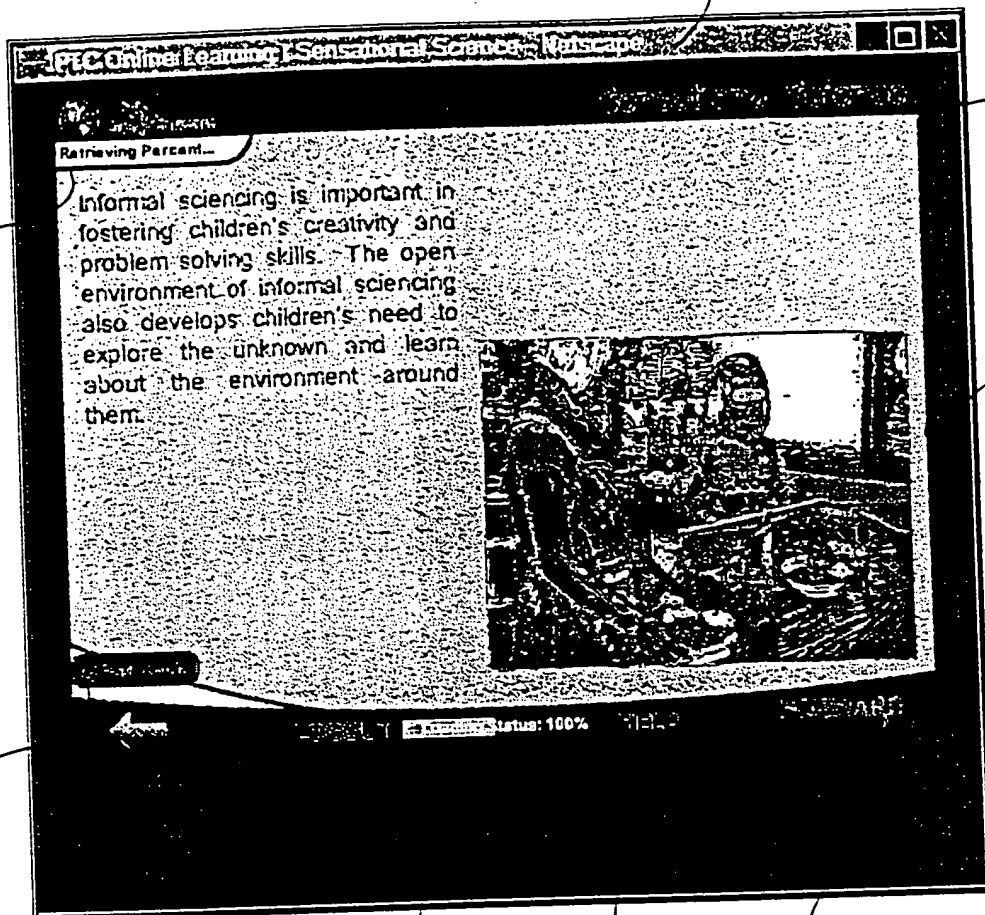 PTC Online Learning | Sensational Science - Netscape
Retrieving Percent...
Informal sciencing is important in
fostering children's creativity and
problem solving skills. The open
environment of informal sciencing
also develops children's need to
explore the unknown and learn
about the environment around
them.
Status: 100%
HELP
FORWARD